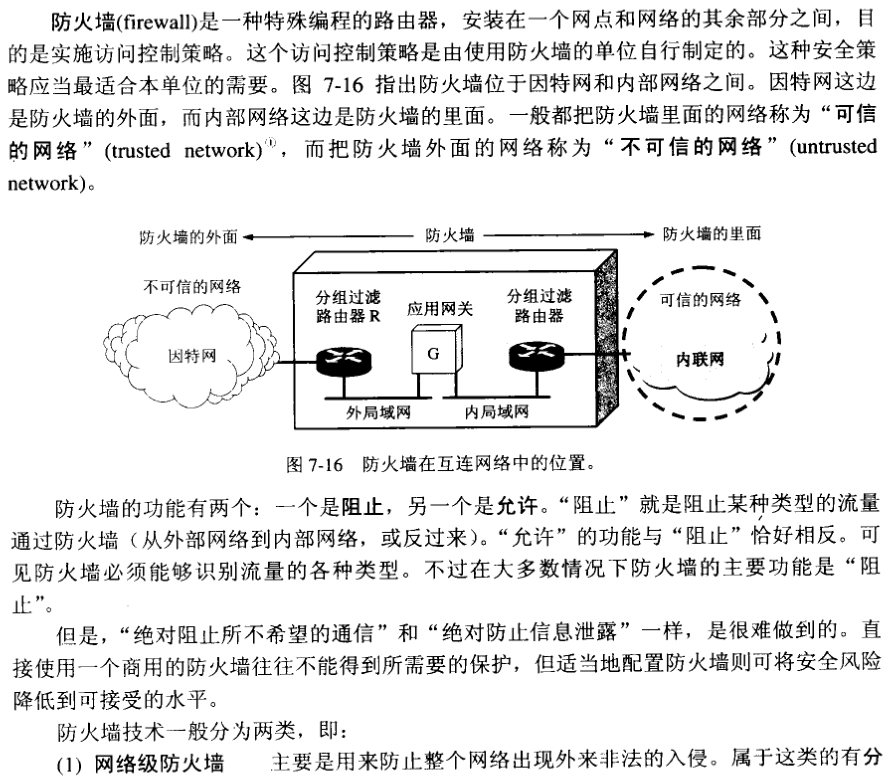 防火墙(firewall)是一种特殊编程的路由器，安装在一个网点和网络的其余部分之间，目
的是实施访问控制策略。这个访问控制策略是由使用防火墙的单位自行制定的。这种安全策
略应当最适合本单位的需要。图 7-16 指出防火墙位于因特网和内部网络之间。因特网这边
是防火墙的外面，而内部网络这边是防火墙的里面。一般都把防火墙里面的网络称为“可信
的网络”(trusted network)①，而把防火墙外面的网络称为“不可信的网络”(untrusted
network)。
防火墙的外面 防火墙 防火墙的里面
不可信的网络
因特网
分组过滤
路由器 R
应用网关
G
分组过滤
路由器
外局域网
内局域网
可信的网络
内联网
图 7-16 防火墙在互连网络中的位置。
防火墙的功能有两个：一个是阻止，另一个是允许。“阻止”就是阻止某种类型的流量
通过防火墙（从外部网络到内部网络，或反过来）。“允许”的功能与“阻止”恰好相反。可
见防火墙必须能够识别流量的各种类型。不过在大多数情况下防火墙的主要功能是“阻
止”。
但是，“绝对阻止所不希望的通信”和“绝对防止信息泄露”一样，是很难做到的。直
接使用一个商用的防火墙往往不能得到所需要的保护，但适当地配置防火墙则可将安全风险
降低到可接受的水平。
防火墙技术一般分为两类，即：
(1) 网络级防火墙 主要是用来防止整个网络出现外来非法的入侵。属于这类的有分